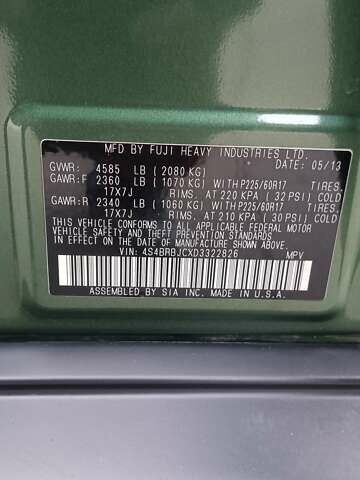 MFD BY FUJI HEAVY INDUSTRIES LTD.
DATE: 05/13
GVWR: 4585 LB (2080 KG)
GAWR:F 2360 LB (1070 KG) WITH P225/60R17 TIRES,
17X7J RIMS, AT 220 KPA (32 PSI) COLD
GAWR:R 2340 LB (1060 KG) WITH P225/60R17 TIRES,
17X7J RIMS, AT 210 KPA (30 PSI) COLD
THIS VEHICLE CONFORMS TO ALL APPLICABLE FEDERAL MOTOR
VEHICLE SAFETY, BUMPER, AND THEFT PREVENTION STANDARDS
IN EFFECT ON THE DATE OF MANUFACTURE SHOWN ABOVE.
VIN: 4S4BRBJCXD3322826 MPV
ASSEMBLED BY SIA INC. MADE IN U.S.A.